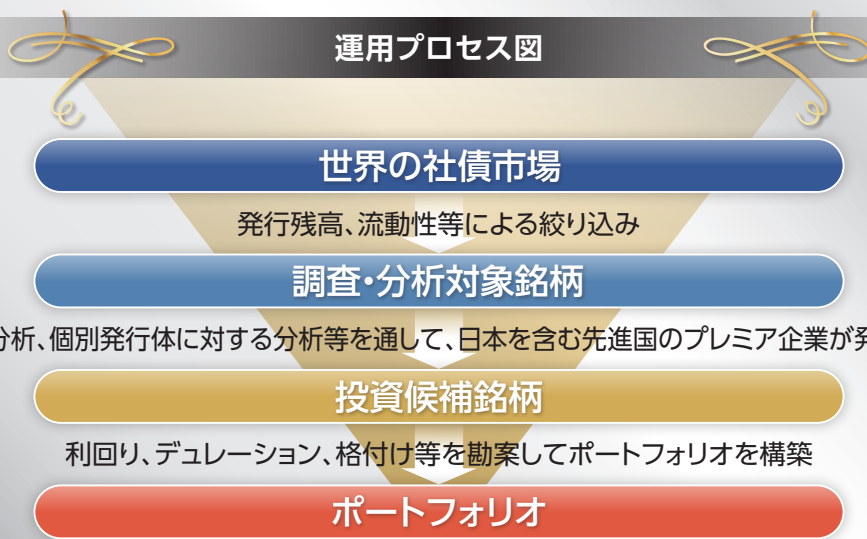 運用プロセス図
世界の社債市場
発行残高、流動性等による絞り込み
調査・分析対象銘柄
分析、個別発行体に対する分析等を通して、日本を含む先進国のプレミア企業が発
投資候補銘柄
利回り、デュレーション、格付け等を勘案してポートフォリオを構築
ポートフォリオ